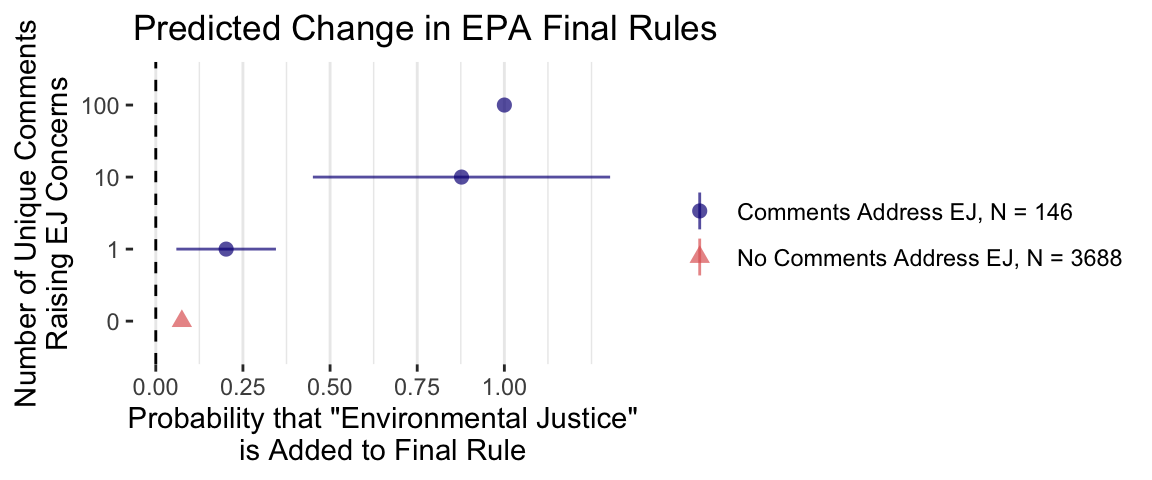 Predicted Change in EPA Final Rules
Number of Unique Comments
Raising EJ Concerns
100
10
1
0
0.00 0.25 0.50 0.75 1.00
Probability that "Environmental Justice"
is Added to Final Rule
Comments Address EJ, N = 146
No Comments Address EJ, N = 3688